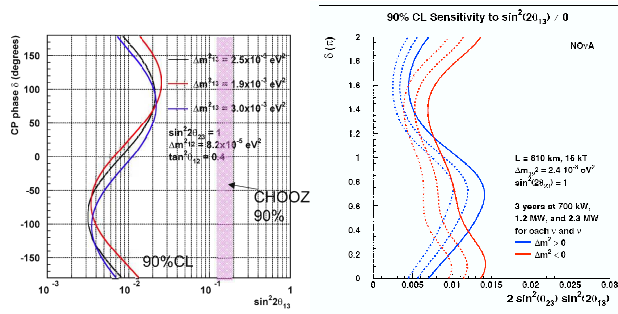 CP phase δ (degrees)
150
100
50
0
-50
-100
-150
Δm²₁₃ = 2.5x10⁻³ eV²
Δm²₁₃ = 1.9x10⁻³ eV²
Δm²₁₃ = 3.0x10⁻³ eV²
sin²2θ₂₃ = 1
Δm²₁₂ = 8.2x10⁻⁵ eV²
tan²θ₁₂ = 0.4
CHOOZ
90%
90%CL
10⁻³
10⁻²
10⁻¹
1
sin²2θ₁₃
90% CL Sensitivity to sin²(2θ₁₃) ≠ 0
δ (π)
2
1.8
1.6
1.4
1.2
1
0.8
0.6
0.4
0.2
0
NOνA
L = 810 km, 15 kT
Δm₃₂² = 2.4 10⁻³ eV²
sin²(2θ₂₃) = 1
3 years at 700 kW,
1.2 MW, and 2.3 MW
for each ν and ν̄
Δm² > 0
Δm² < 0
0
0.005
0.01
0.015
0.02
0.025
0.03
2 sin²(θ₂₃) sin²(2θ₁₃)